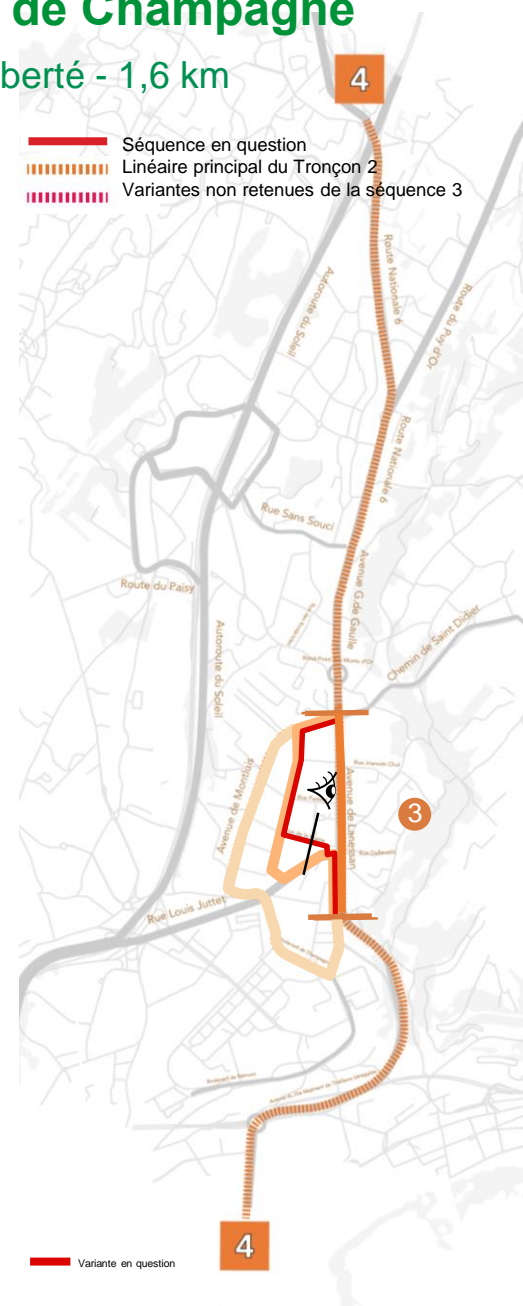 de Champagne
berté - 1,6 km
4
Séquence en question
Linéaire principal du Tronçon 2
Variantes non retenues de la séquence 3
Route Nationale 6
Autoroute du Soleil
Route du Puy d'Or
Route Nationale 6
Rue Sans Souci
Avenue G.de Gaulle
Route du Paisy
Chemin de Saint Didier
Autoroute du Soleil
Avenue de Montlus
Avenue de Lanessan
3
Rue Louis Juttet
4
Variante en question